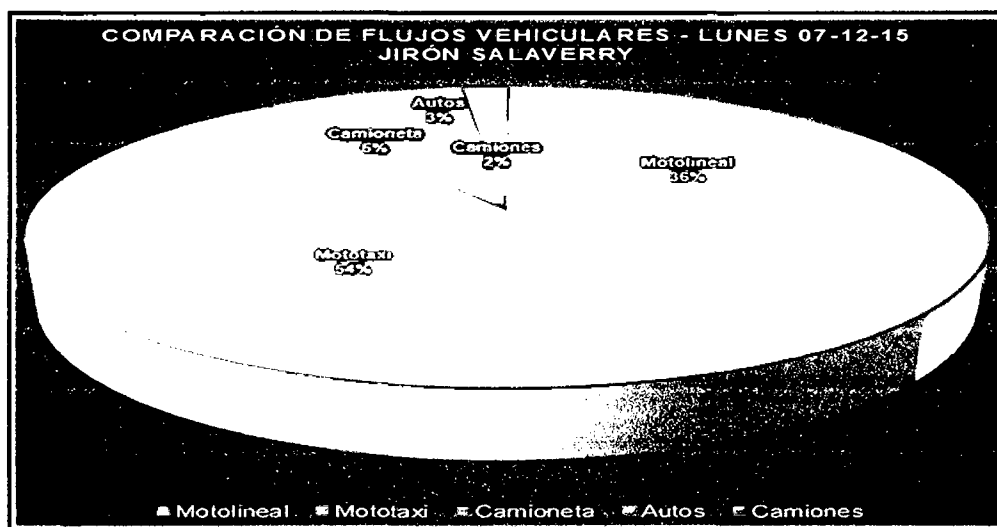 COMPARACIÓN DE FLUJOS VEHICULARES - LUNES 07-12-15
JIRÓN SALAVERRY
Autos
3%
Camioneta
5%
Camiones
2%
Motolineal
36%
Mototaxi
54%
Motolineal Mototaxi Camioneta Autos Camiones